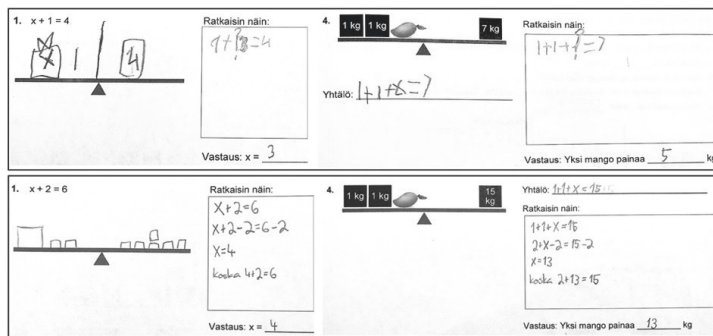 1. x + 1 = 4
X 1 4
Ratkaisin näin:
1+?=4
Vastaus: x = 3
4.
1 kg 1 kg 7 kg
Yhtälö: 1+1+x=7
Ratkaisin näin:
1+1+?=7
Vastaus: Yksi mango painaa 5 kg
1. x + 2 = 6
Ratkaisin näin:
x+2=6
x+2-2=6-2
x=4
koska 4+2=6
Vastaus: x = 4
4.
1 kg 1 kg 15 kg
Yhtälö: 1+1+x=15
Ratkaisin näin:
1+1+x=15
2+x-2=15-2
x=13
koska 2+13=15
Vastaus: Yksi mango painaa 13 kg